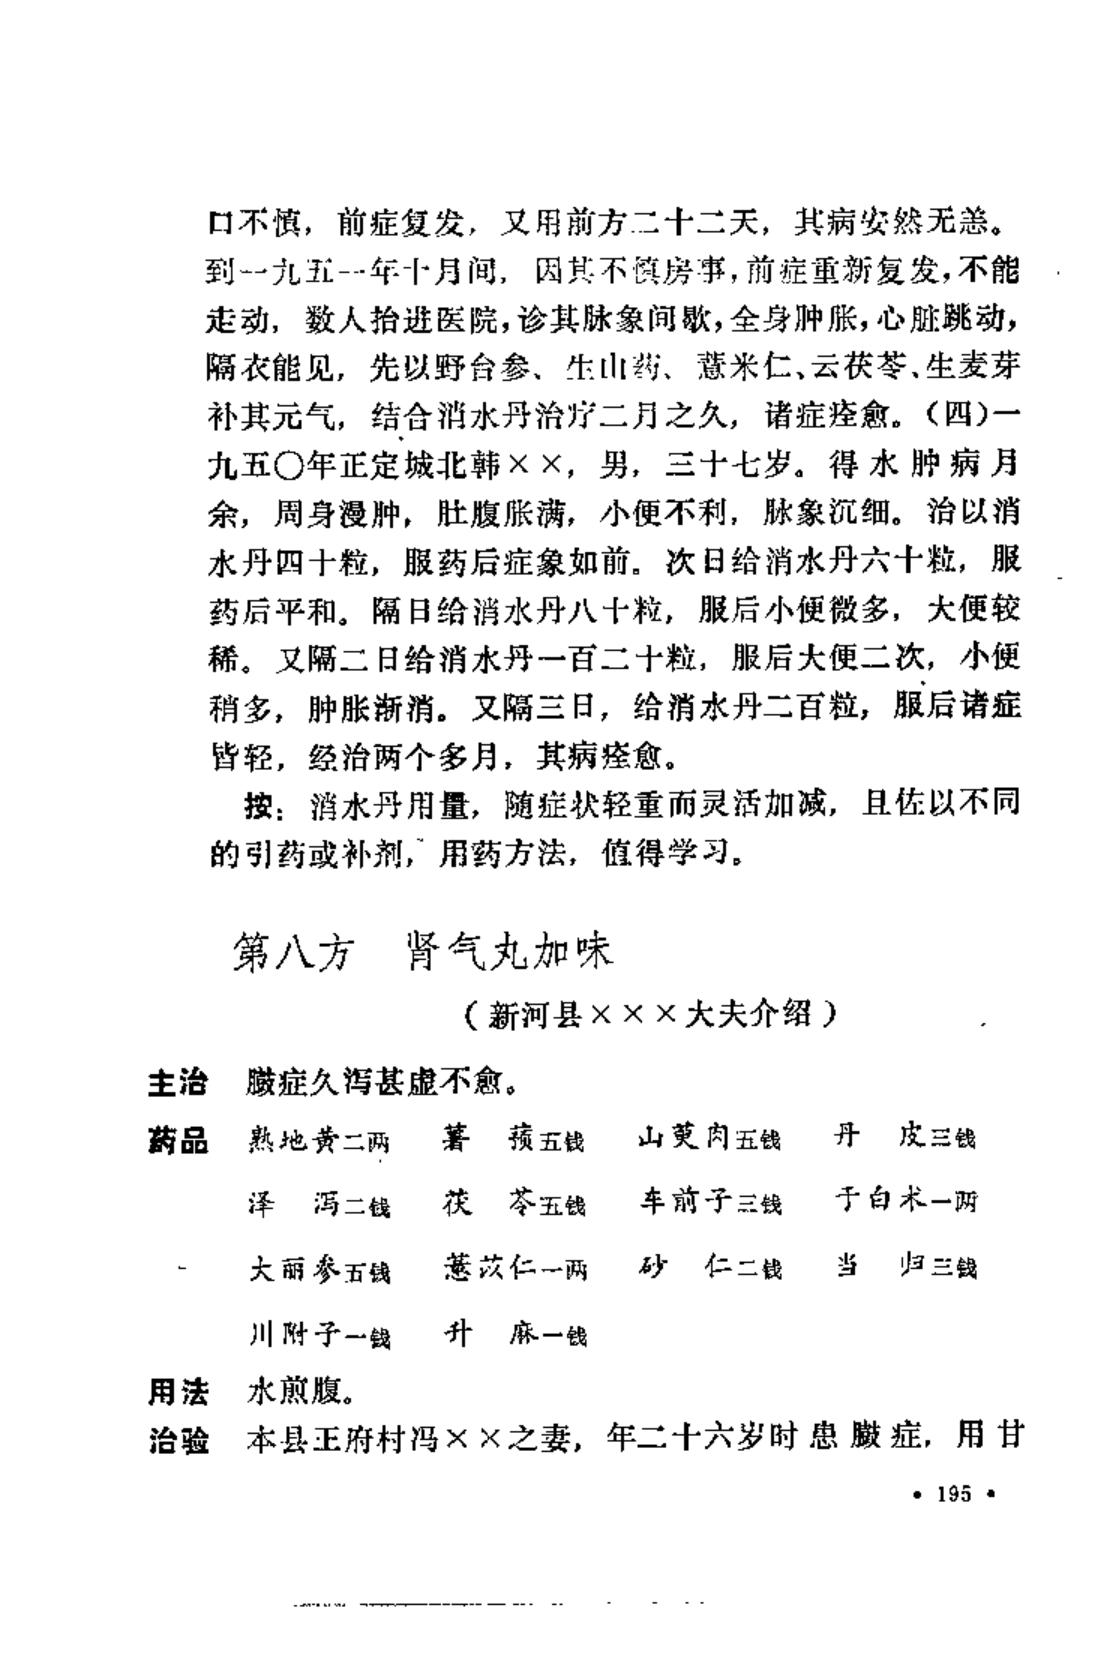 口不慎，前症复发，又用前方二十二天，其病安然无恙。
到一九五一年十月间，因其不慎房事，前症重新复发，不能
走动，数人抬进医院，诊其脉象间歇，全身肿胀，心脏跳动，
隔衣能见，先以野台参、生山药、薏米仁、云茯苓、生麦芽
补其元气，结合消水丹治疗二月之久，诸症痊愈。（四）一
九五〇年正定城北韩××，男，三十七岁。得水肿病月
余，周身漫肿，肚腹胀满，小便不利，脉象沉细。治以消
水丹四十粒，服药后症象如前。次日给消水丹六十粒，服
药后平和。隔日给消水丹八十粒，服后小便微多，大便较
稀。又隔二日给消水丹一百二十粒，服后大便二次，小便
稍多，肿胀渐消。又隔三日，给消水丹二百粒，服后诸症
皆轻，经治两个多月，其病痊愈。
按：消水丹用量，随症状轻重而灵活加减，且佐以不同
的引药或补剂，用药方法，值得学习。
第八方　肾气丸加味
（新河县×××大夫介绍）
主治　臌症久泻甚虚不愈。
药品　熟地黄二两　薯　蓣五钱　山萸肉五钱　丹　皮三钱
泽　泻二钱　茯　苓五钱　车前子三钱　于白术一两
大丽参五钱　薏苡仁一两　砂　仁二钱　当　归三钱
川附子一钱　升　麻一钱
用法　水煎腹。
治验　本县王府村冯××之妻，年二十六岁时患臌症，用甘
• 195 •